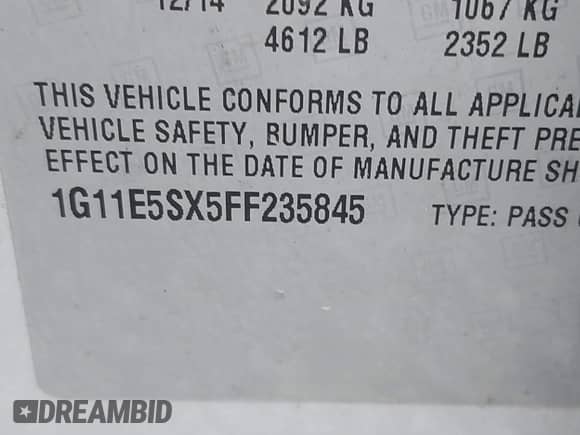 12/14 2092 KG 1067 KG
4612 LB 2352 LB
THIS VEHICLE CONFORMS TO ALL APPLICA
VEHICLE SAFETY, BUMPER, AND THEFT PRE
EFFECT ON THE DATE OF MANUFACTURE SH
1G11E5SX5FF235845 TYPE: PASS
DREAMBID